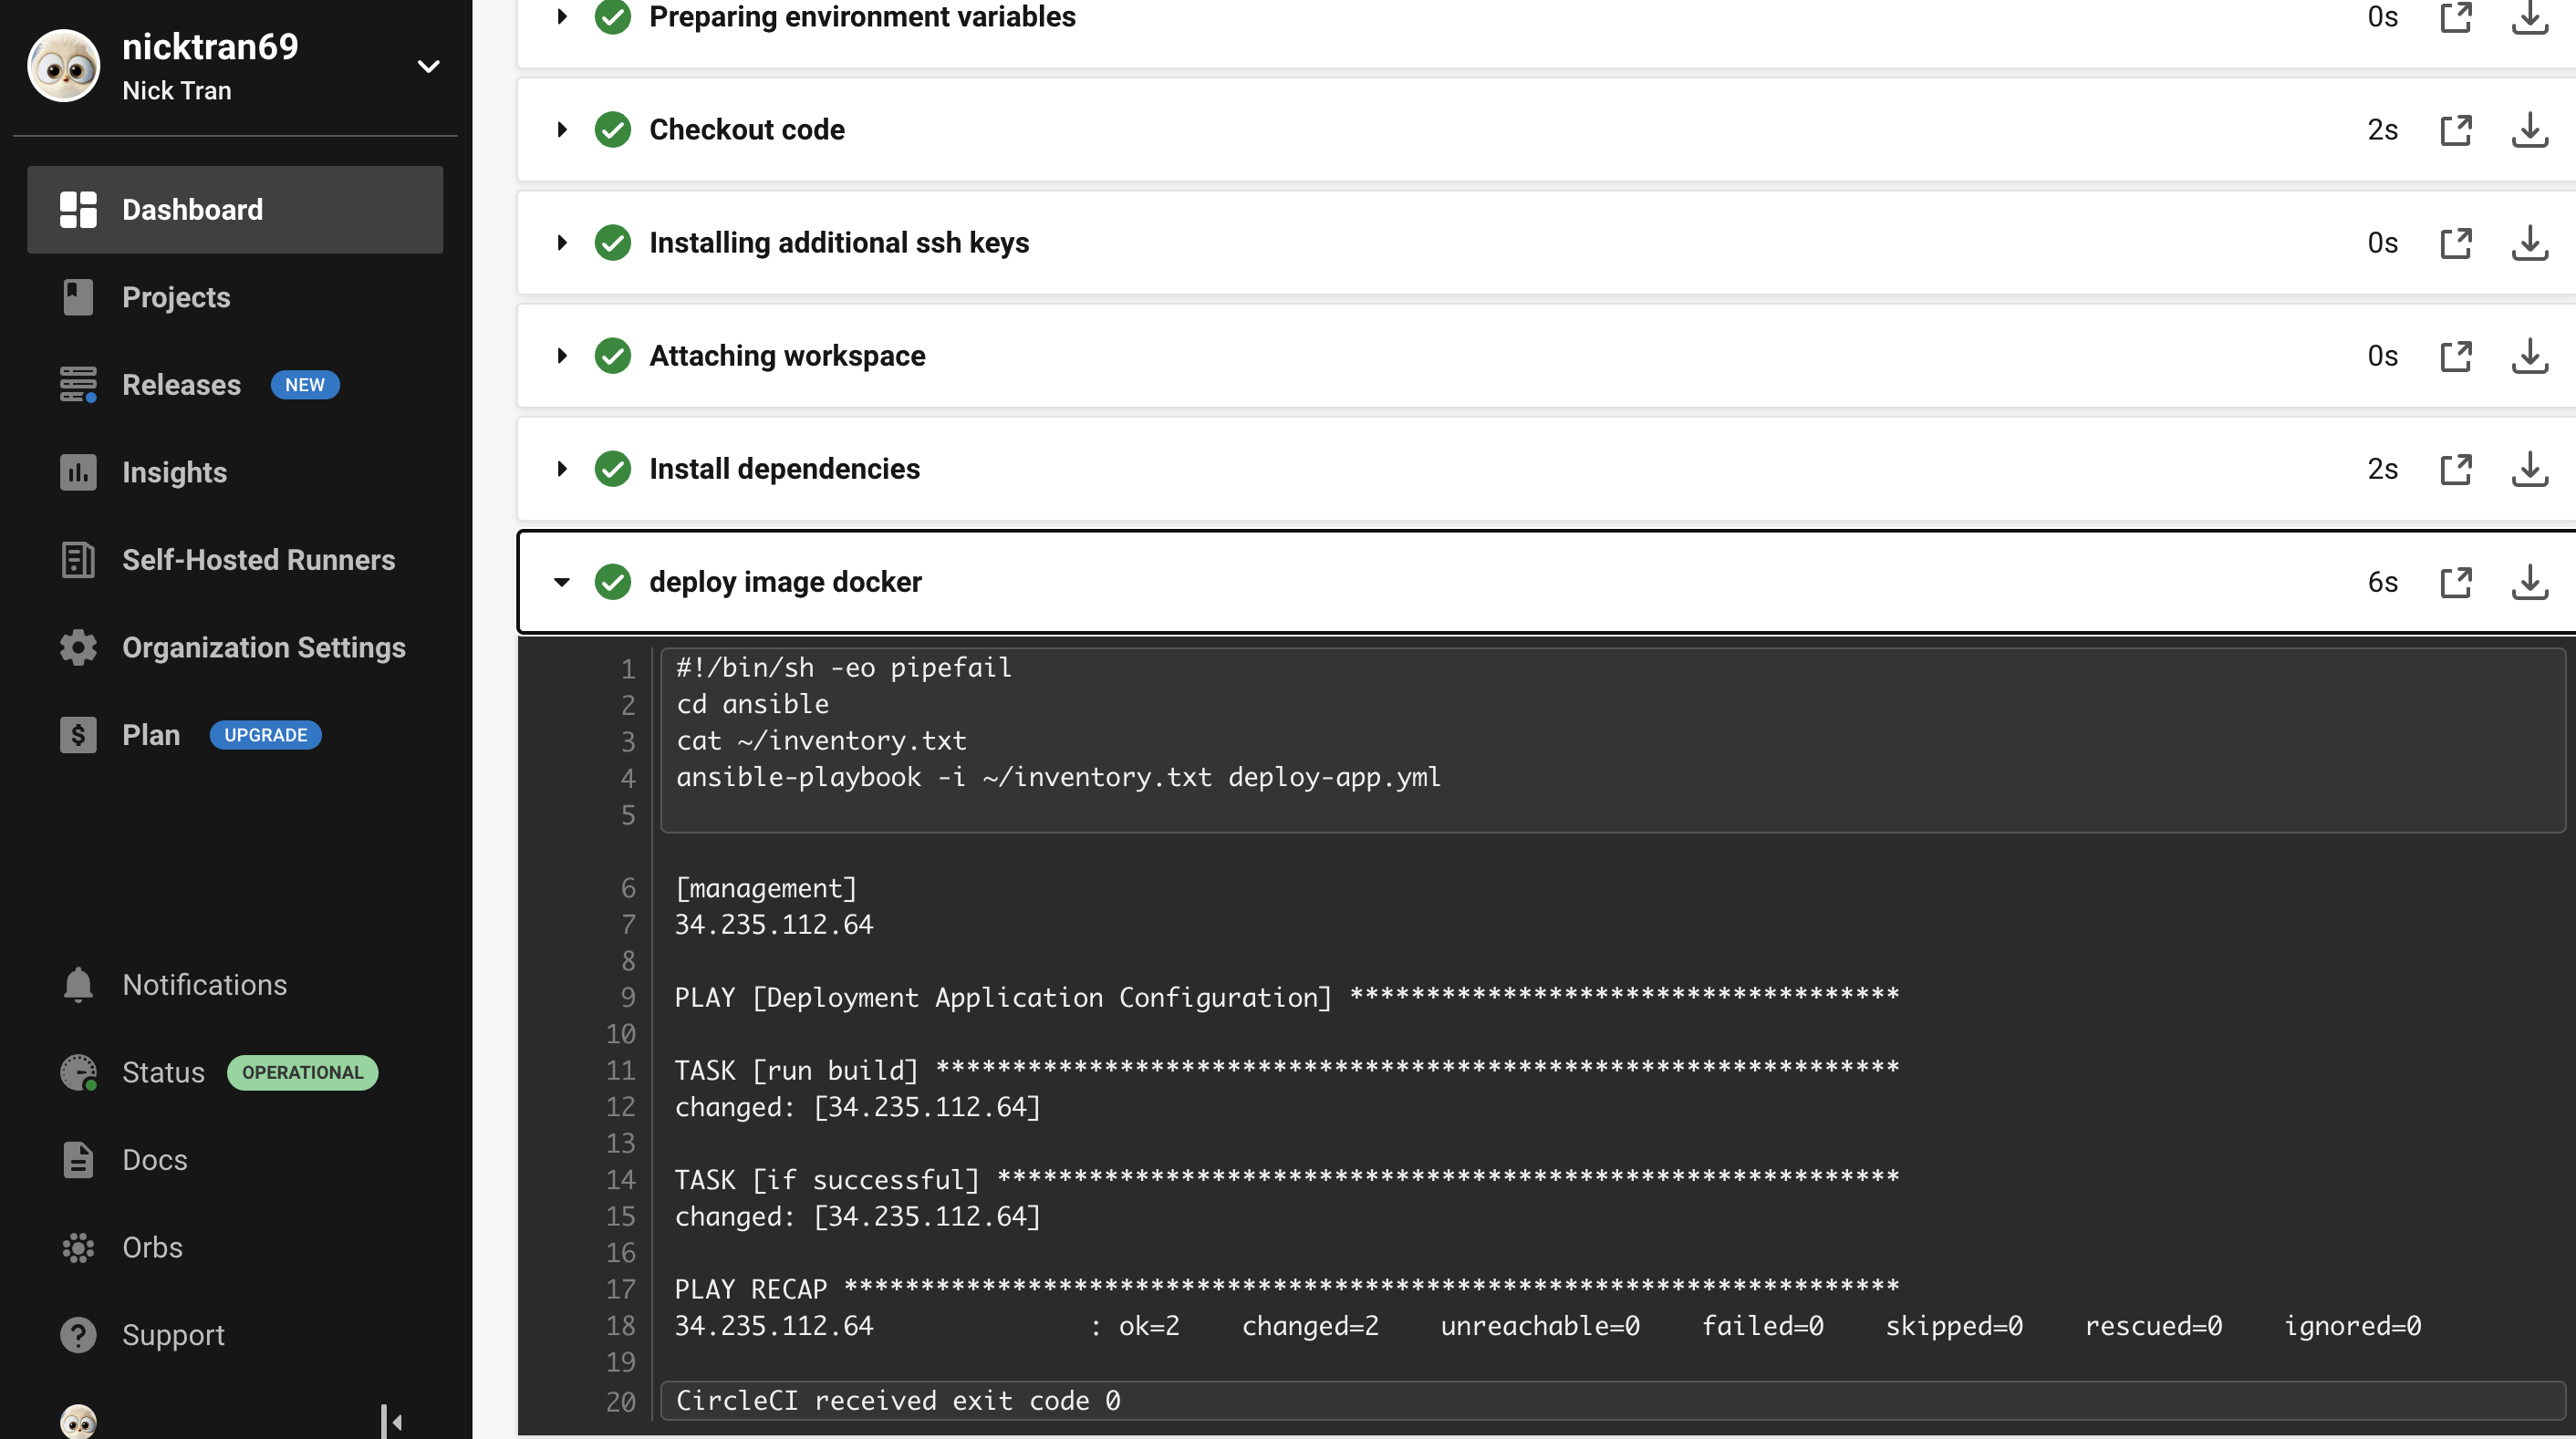 nicktran69
Nick Tran
Dashboard
Projects
Releases NEW
Insights
Self-Hosted Runners
Organization Settings
Plan UPGRADE
Notifications
Status OPERATIONAL
Docs
Orbs
Support
Preparing environment variables 0s
Checkout code 2s
Installing additional ssh keys 0s
Attaching workspace 0s
Install dependencies 2s
deploy image docker 6s
1 #!/bin/sh -eo pipefail
2 cd ansible
3 cat ~/inventory.txt
4 ansible-playbook -i ~/inventory.txt deploy-app.yml
5
6 [management]
7 34.235.112.64
8
9 PLAY [Deployment Application Configuration] ************************************
10
11 TASK [run build] ***************************************************************
12 changed: [34.235.112.64]
13
14 TASK [if successful] ***********************************************************
15 changed: [34.235.112.64]
16
17 PLAY RECAP *********************************************************************
18 34.235.112.64 : ok=2 changed=2 unreachable=0 failed=0 skipped=0 rescued=0 ignored=0
19
20 CircleCI received exit code 0